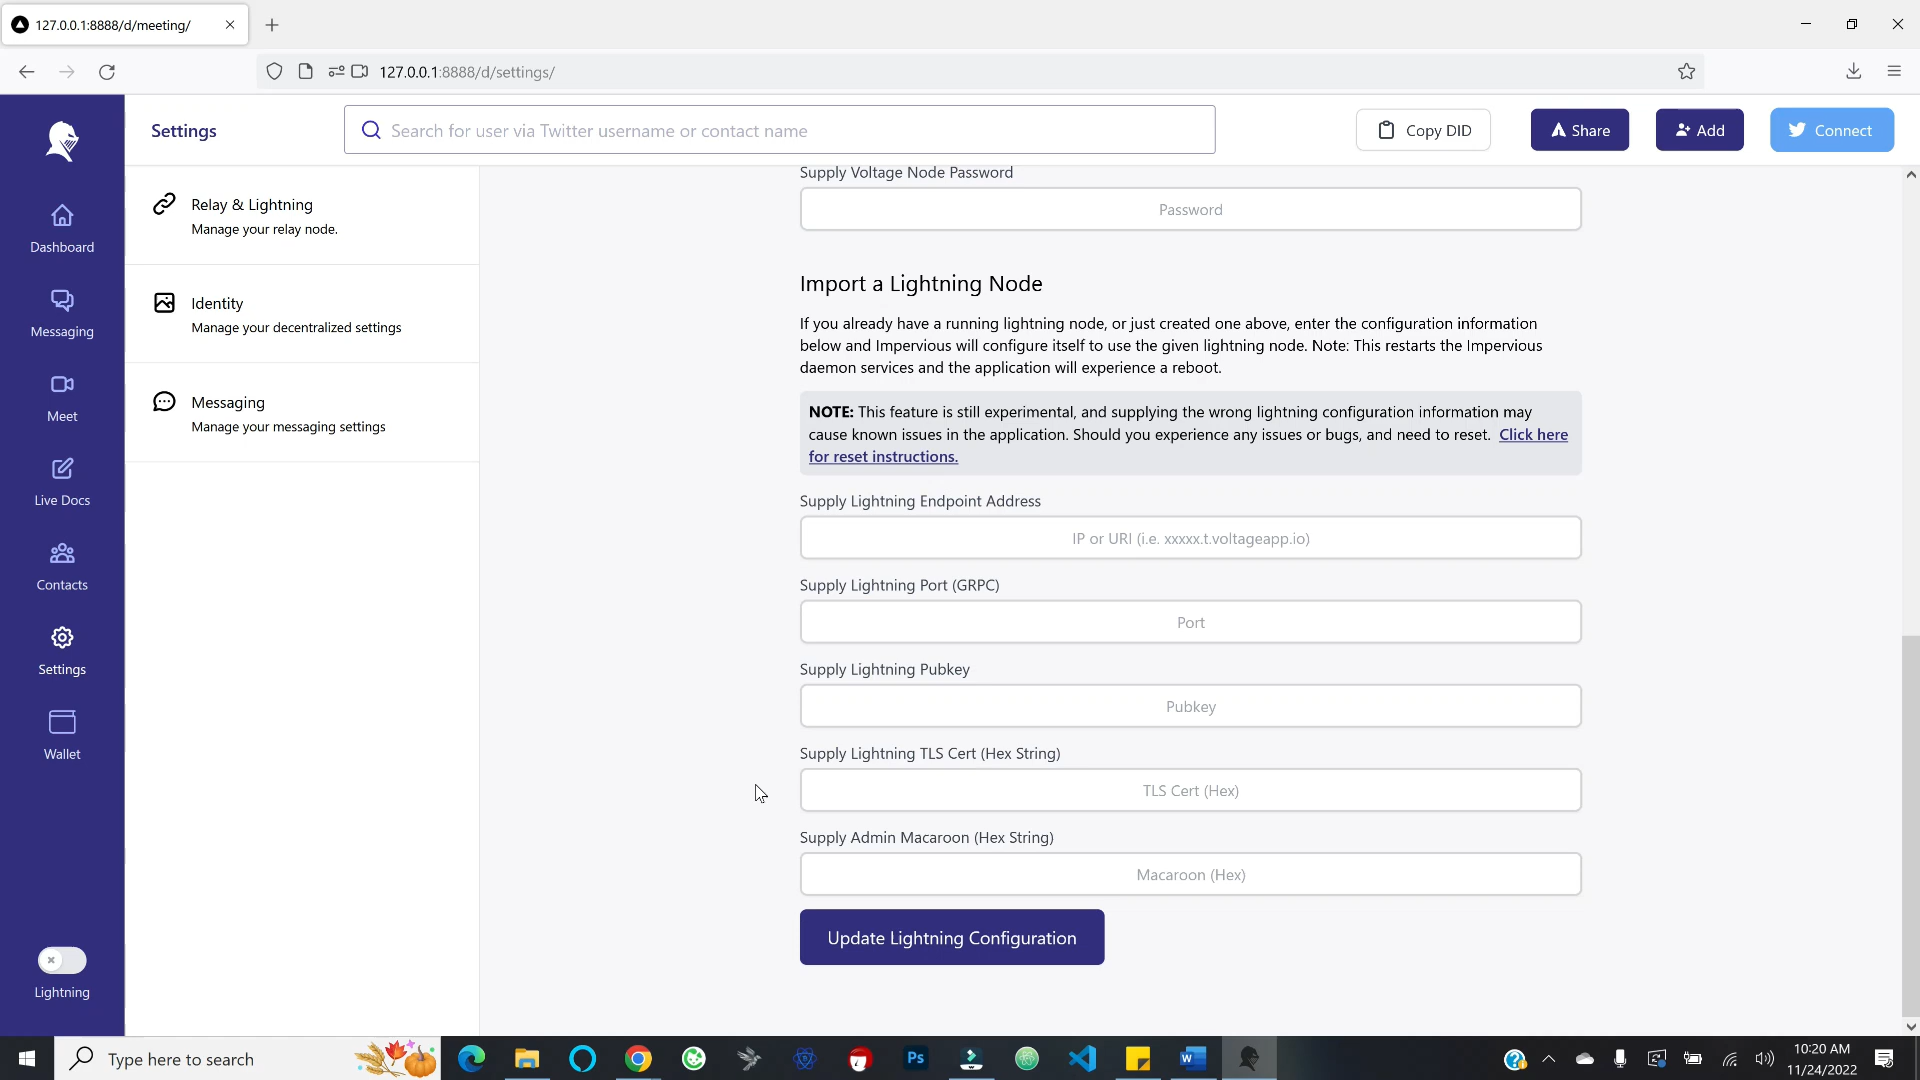 127.0.0.1:8888/d/meeting/
127.0.0.1:8888/d/settings/
Settings
Search for user via Twitter username or contact name
Copy DID
Share
Add
Connect
Dashboard
Messaging
Meet
Live Docs
Contacts
Settings
Wallet
Lightning
Relay & Lightning
Manage your relay node.
Identity
Manage your decentralized settings
Messaging
Manage your messaging settings
Supply Voltage Node Password
Password
Import a Lightning Node
If you already have a running lightning node, or just created one above, enter the configuration information
below and Impervious will configure itself to use the given lightning node. Note: This restarts the Impervious
daemon services and the application will experience a reboot.
NOTE: This feature is still experimental, and supplying the wrong lightning configuration information may
cause known issues in the application. Should you experience any issues or bugs, and need to reset. Click here
for reset instructions.
Supply Lightning Endpoint Address
IP or URI (i.e. xxxxx.t.voltageapp.io)
Supply Lightning Port (GRPC)
Port
Supply Lightning Pubkey
Pubkey
Supply Lightning TLS Cert (Hex String)
TLS Cert (Hex)
Supply Admin Macaroon (Hex String)
Macaroon (Hex)
Update Lightning Configuration
Type here to search
Ps
W
10:20 AM
11/24/2022